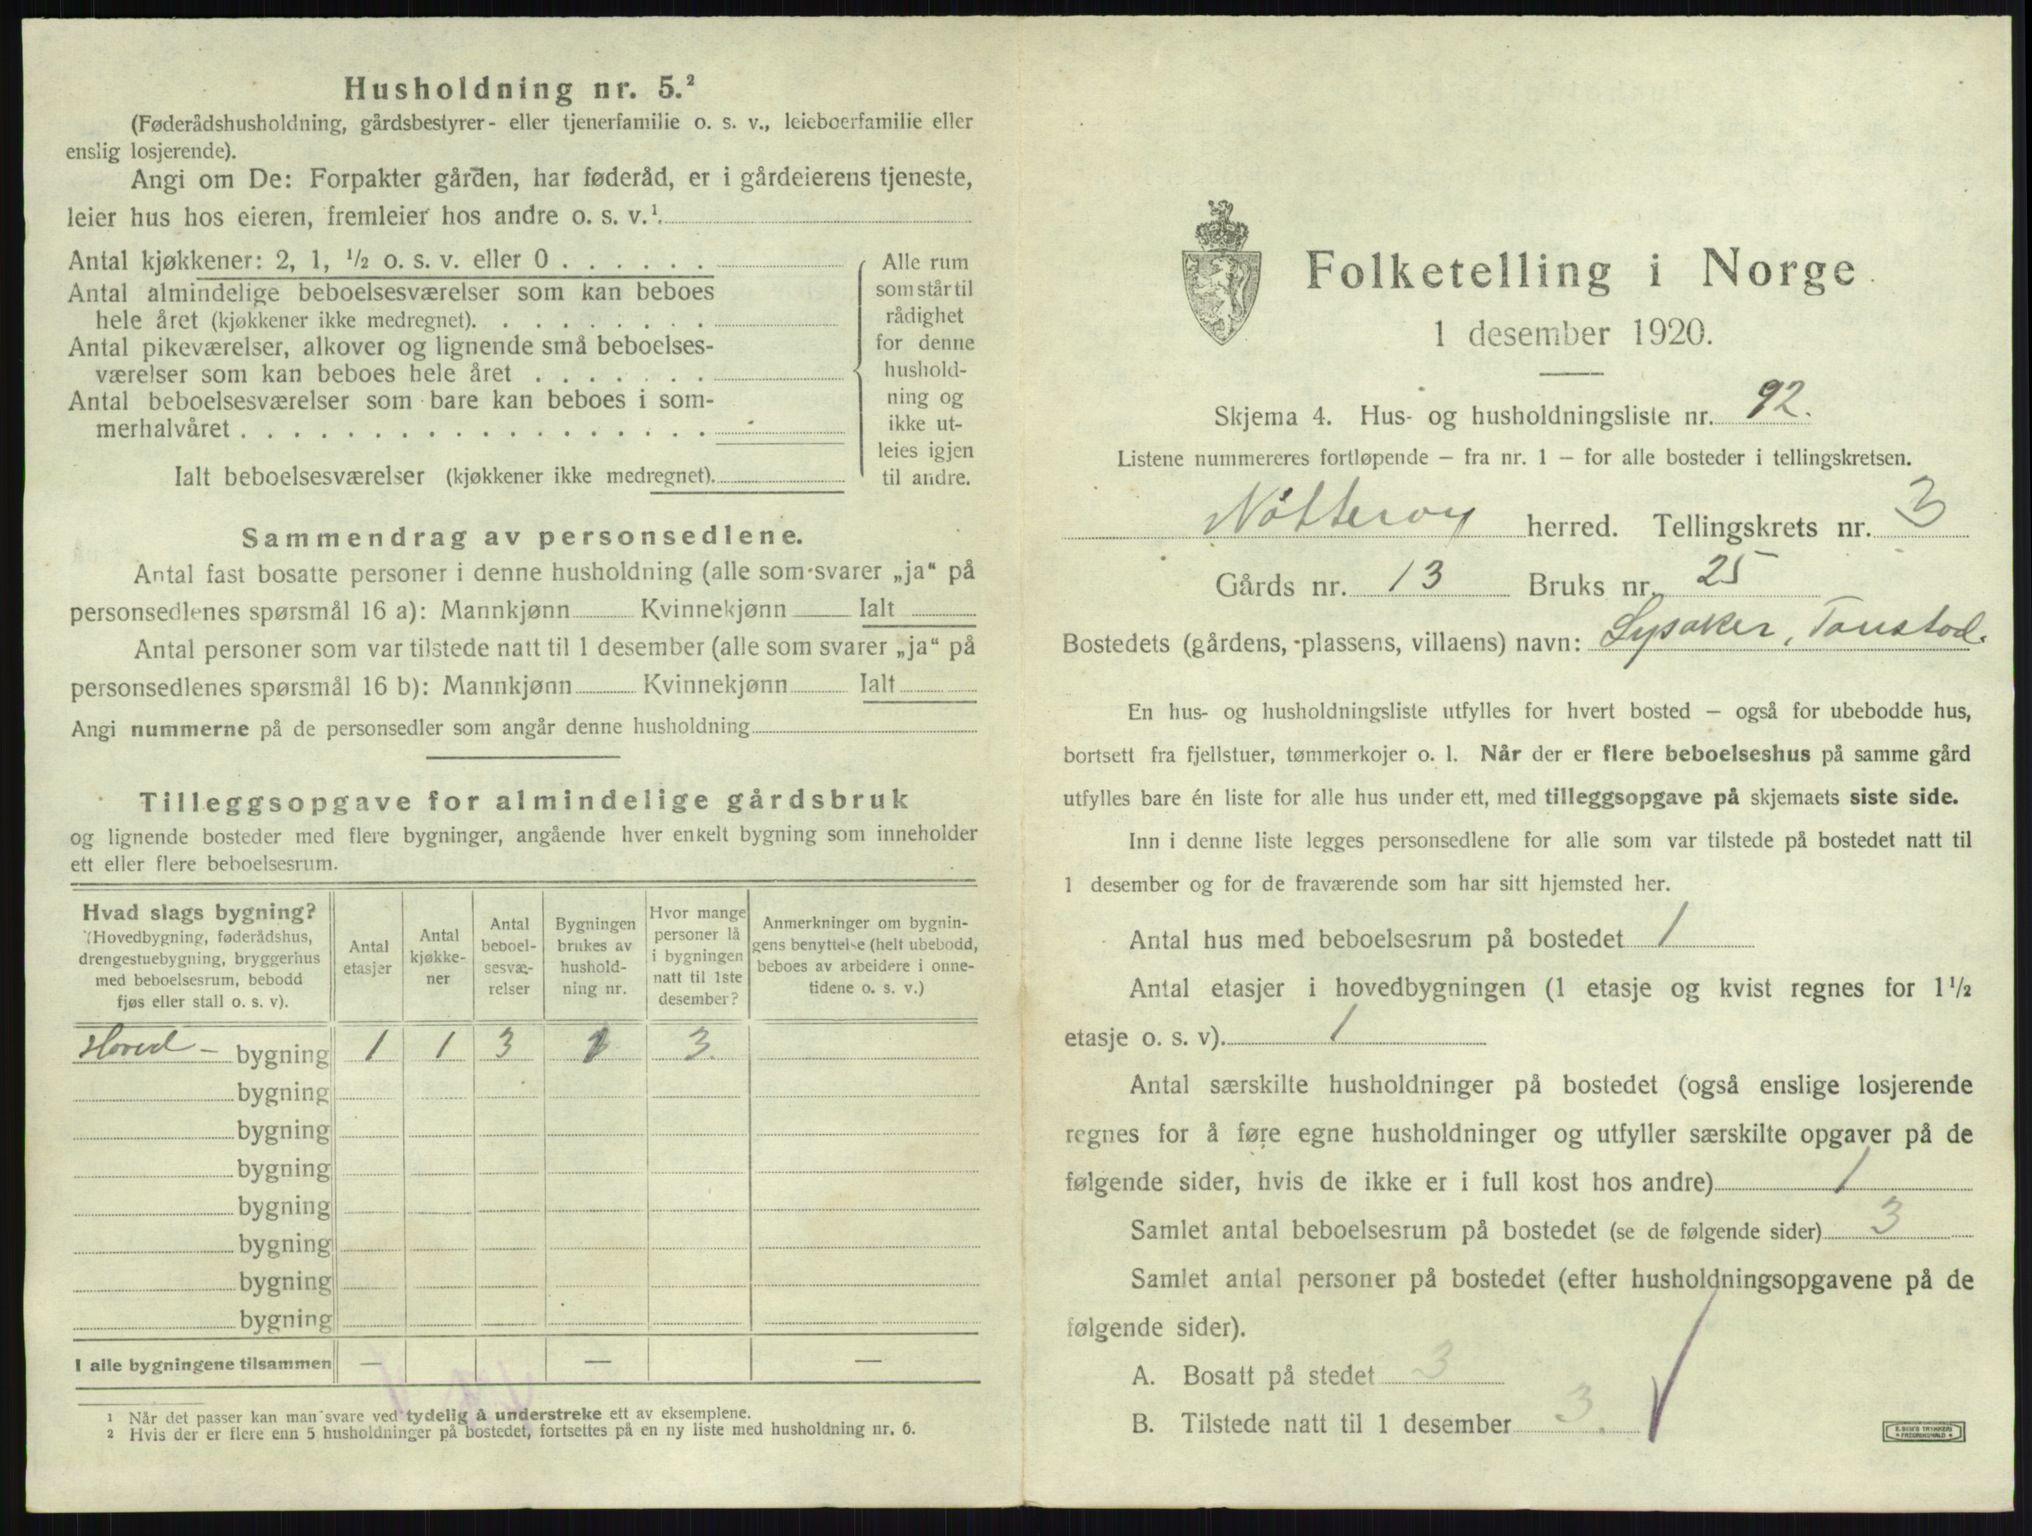 Husholdning nr. 5.²
(Føderådshusholdning, gårdsbestyrer- eller tjenerfamilie o. s. v., leieboerfamilie eller
enslig losjerende).
Angi om De: Forpakter gården, har føderåd, er i gårdeierens tjeneste,
leier hus hos eieren, fremleier hos andre o. s. v.¹
Antal kjøkkener: 2, 1, ½ o. s. v. eller 0 . . . . . .
Antal almindelige beboelsesværelser som kan beboes
hele året (kjøkkener ikke medregnet). . . . . . . . .
Antal pikeværelser, alkover og lignende små beboelses-
værelser som kan beboes hele året . . . . . . .
Antal beboelsesværelser som bare kan beboes i som-
merhalvåret . . . . . . . . . . . . . . . . . .
Ialt beboelsesværelser (kjøkkener ikke medregnet).
Alle rum
som står til
rådighet
for denne
hushold-
ning og
ikke ut-
leies igjen
til andre.
Sammendrag av personsedlene.
Antal fast bosatte personer i denne husholdning (alle som svarer „ja“ på
personsedlenes spørsmål 16 a): Mannkjønn Kvinnekjønn Ialt
Antal personer som var tilstede natt til 1 desember (alle som svarer „ja“ på
personsedlenes spørsmål 16 b): Mannkjønn Kvinnekjønn Ialt
Angi nummerne på de personsedler som angår denne husholdning
Tilleggsopgave for almindelige gårdsbruk
og lignende bosteder med flere bygninger, angående hver enkelt bygning som inneholder
ett eller flere beboelsesrum.
Hvad slags bygning?
(Hovedbygning, føderådshus,
drengestuebygning, bryggerhus
med beboelsesrum, bebodd
fjøs eller stall o. s. v).
Antal
etasjer
Antal
kjøkke-
ner
Antal
beboel-
sesvæ-
relser
Bygningen
brukes av
hushold-
ning nr.
Hvor mange
personer lå
i bygningen
natt til 1ste
desember?
Anmerkninger om bygnin-
gens benyttelse (helt ubebodd,
beboes av arbeidere i onne-
tidene o. s. v.)
Hoved- bygning 1 1 3 1 3
bygning
bygning
bygning
bygning
bygning
bygning
bygning
I alle bygningene tilsammen — — —
¹ Når det passer kan man svare ved tydelig å understreke ett av eksemplene.
² Hvis der er flere enn 5 husholdninger på bostedet, fortsettes på en ny liste med husholdning nr. 6.
Folketelling i Norge
1 desember 1920.
Skjema 4. Hus- og husholdningsliste nr. 92.
Listene nummereres fortløpende – fra nr. 1 – for alle bosteder i tellingskretsen.
Nøtterøy herred. Tellingskrets nr. 3
Gårds nr. 13 Bruks nr. 25
Bostedets (gårdens, -plassens, villaens) navn: Lysaker,
En hus- og husholdningsliste utfylles for hvert bosted – også for ubebodde hus,
bortsett fra fjellstuer, tømmerkojer o. l. Når der er flere beboelseshus på samme gård
utfylles bare én liste for alle hus under ett, med tilleggsopgave på skjemaets siste side.
Inn i denne liste legges personsedlene for alle som var tilstede på bostedet natt til
1 desember og for de fraværende som har sitt hjemsted her.
Antal hus med beboelsesrum på bostedet 1
Antal etasjer i hovedbygningen (1 etasje og kvist regnes for 1½
etasje o. s. v). 1
Antal særskilte husholdninger på bostedet (også enslige losjerende
regnes for å føre egne husholdninger og utfyller særskilte opgaver på de
følgende sider, hvis de ikke er i full kost hos andre) 1
Samlet antal beboelsesrum på bostedet (se de følgende sider) 3
Samlet antal personer på bostedet (efter husholdningsopgavene på de
følgende sider).
A. Bosatt på stedet 3
B. Tilstede natt til 1 desember 3.